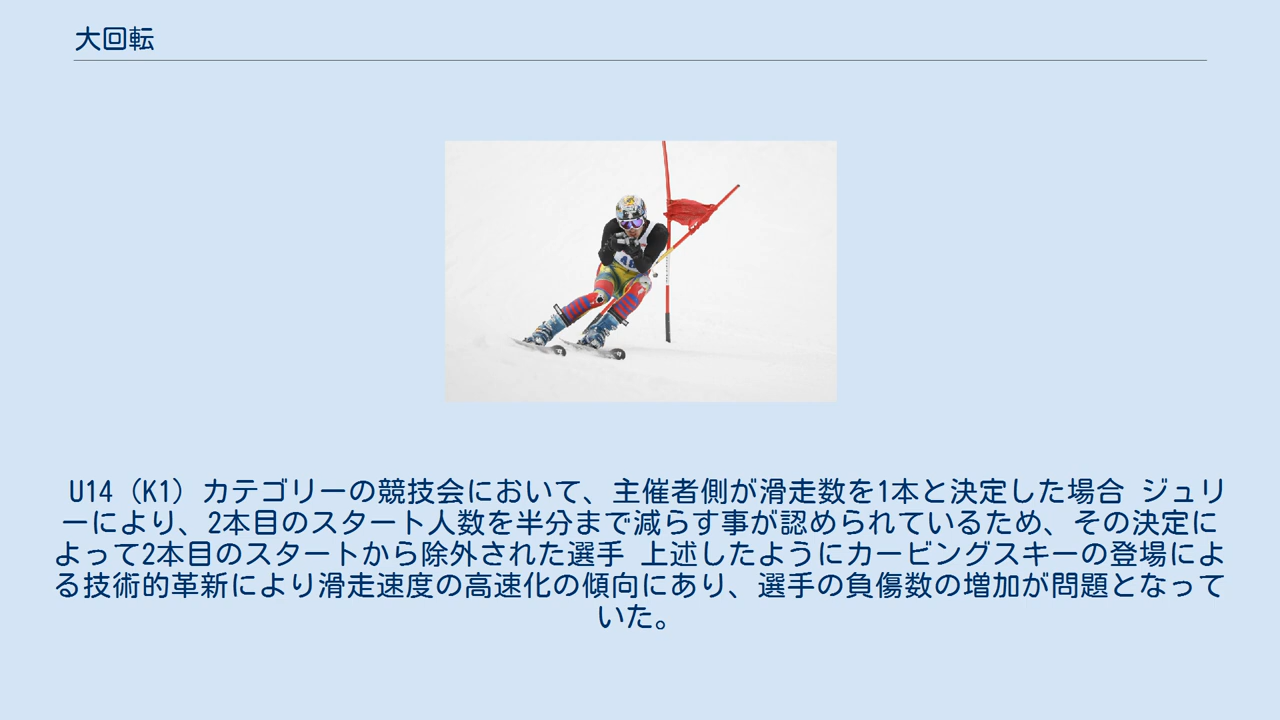 大回転
48
U14（K1）カテゴリーの競技会において、主催者側が滑走数を1本と決定した場合 ジュリ
ーにより、2本目のスタート人数を半分まで減らす事が認められているため、その決定に
よって2本目のスタートから除外された選手 上述したようにカービングスキーの登場によ
る技術的革新により滑走速度の高速化の傾向にあり、選手の負傷数の増加が問題となって
いた。